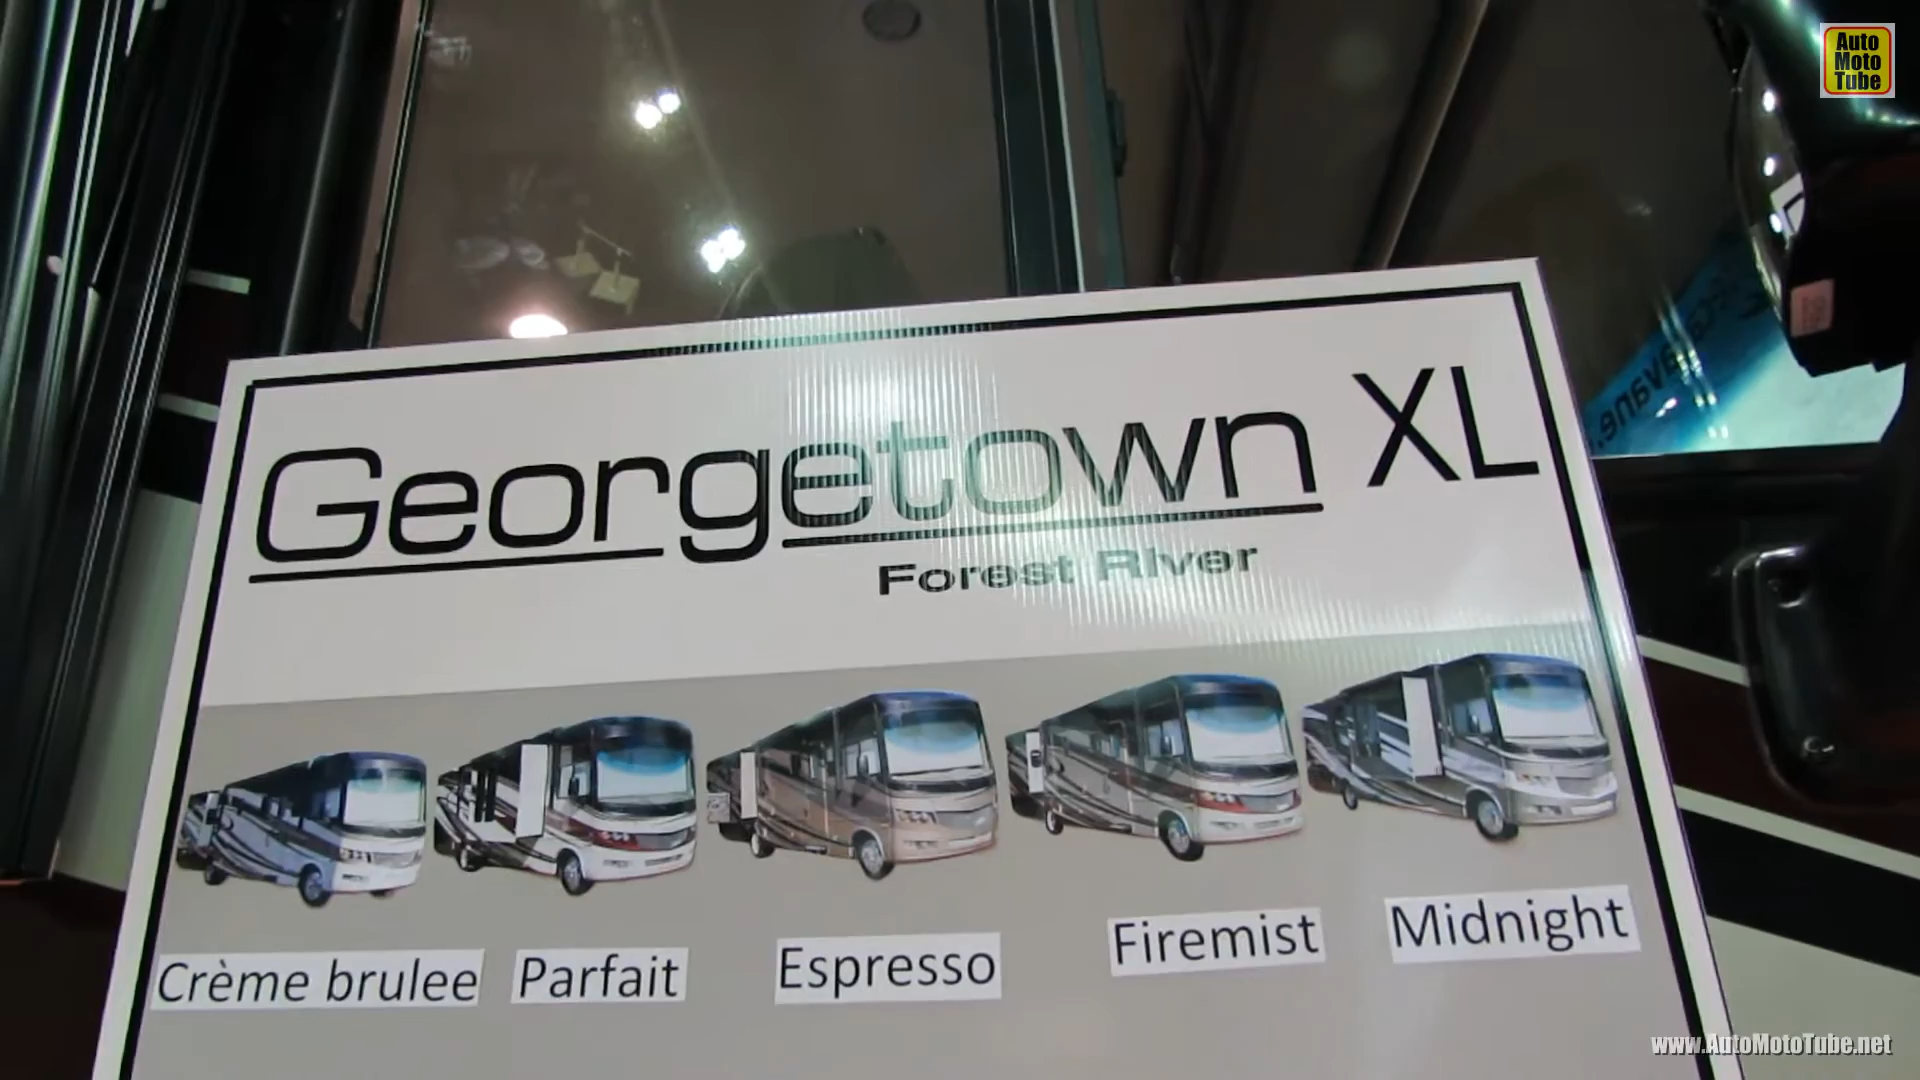 Auto
Moto
Tube
Georgetown XL
Forest River
Crème brulee
Parfait
Espresso
Firemist
Midnight
www.AutoMotoTube.net